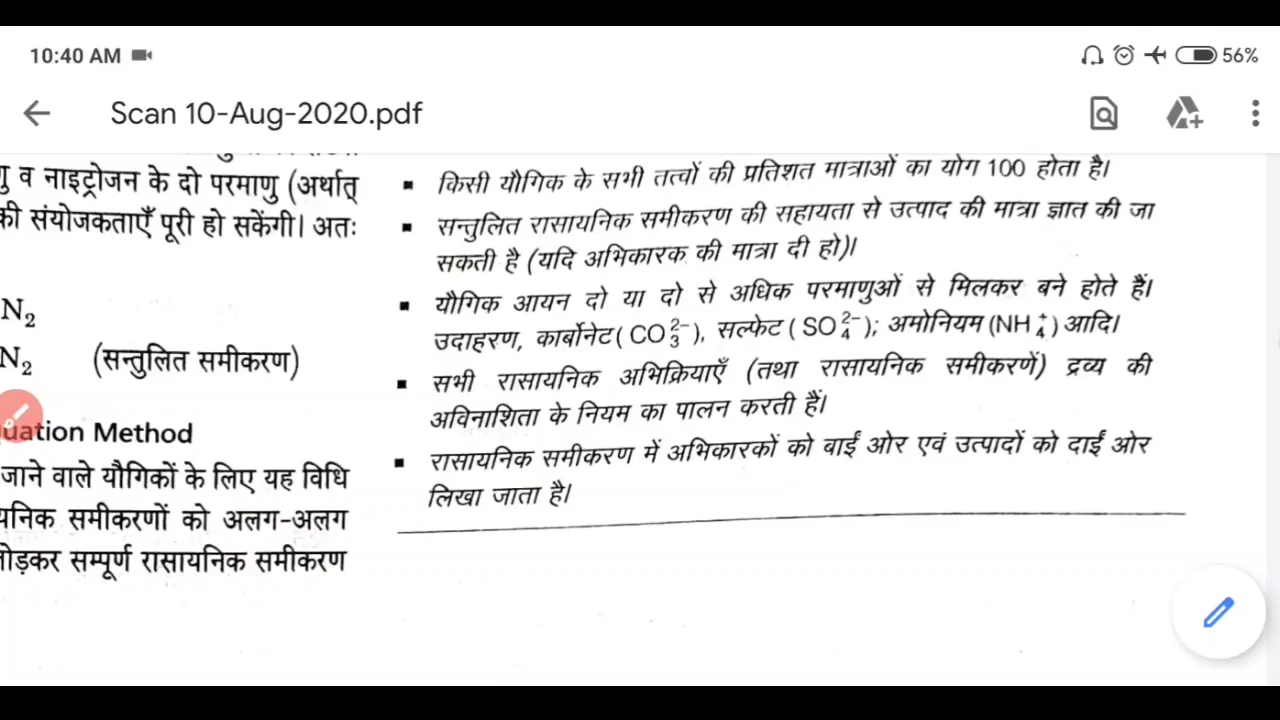 10:40 AM
56%
Scan 10-Aug-2020.pdf
व नाइट्रोजन के दो परमाणु (अर्थात्
की संयोजकताएँ पूरी हो सकेंगी। अतः
N₂
N₂ (सन्तुलित समीकरण)
uation Method
जाने वाले यौगिकों के लिए यह विधि
यनिक समीकरणों को अलग-अलग
ोड़कर सम्पूर्ण रासायनिक समीकरण
▪ किसी यौगिक के सभी तत्वों की प्रतिशत मात्राओं का योग 100 होता है।
▪ सन्तुलित रासायनिक समीकरण की सहायता से उत्पाद की मात्रा ज्ञात की जा
सकती है (यदि अभिकारक की मात्रा दी हो)।
▪ यौगिक आयन दो या दो से अधिक परमाणुओं से मिलकर बने होते हैं।
उदाहरण, कार्बोनेट (CO₃²⁻), सल्फेट (SO₄²⁻); अमोनियम (NH₄⁺) आदि।
▪ सभी रासायनिक अभिक्रियाएँ (तथा रासायनिक समीकरणें) द्रव्य की
अविनाशिता के नियम का पालन करती हैं।
▪ रासायनिक समीकरण में अभिकारकों को बाईं ओर एवं उत्पादों को दाईं ओर
लिखा जाता है।